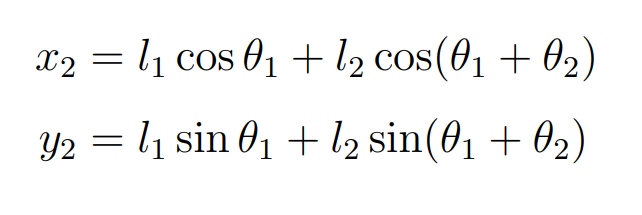 x₂ = l₁ cos θ₁ + l₂ cos(θ₁ + θ₂)
y₂ = l₁ sin θ₁ + l₂ sin(θ₁ + θ₂)